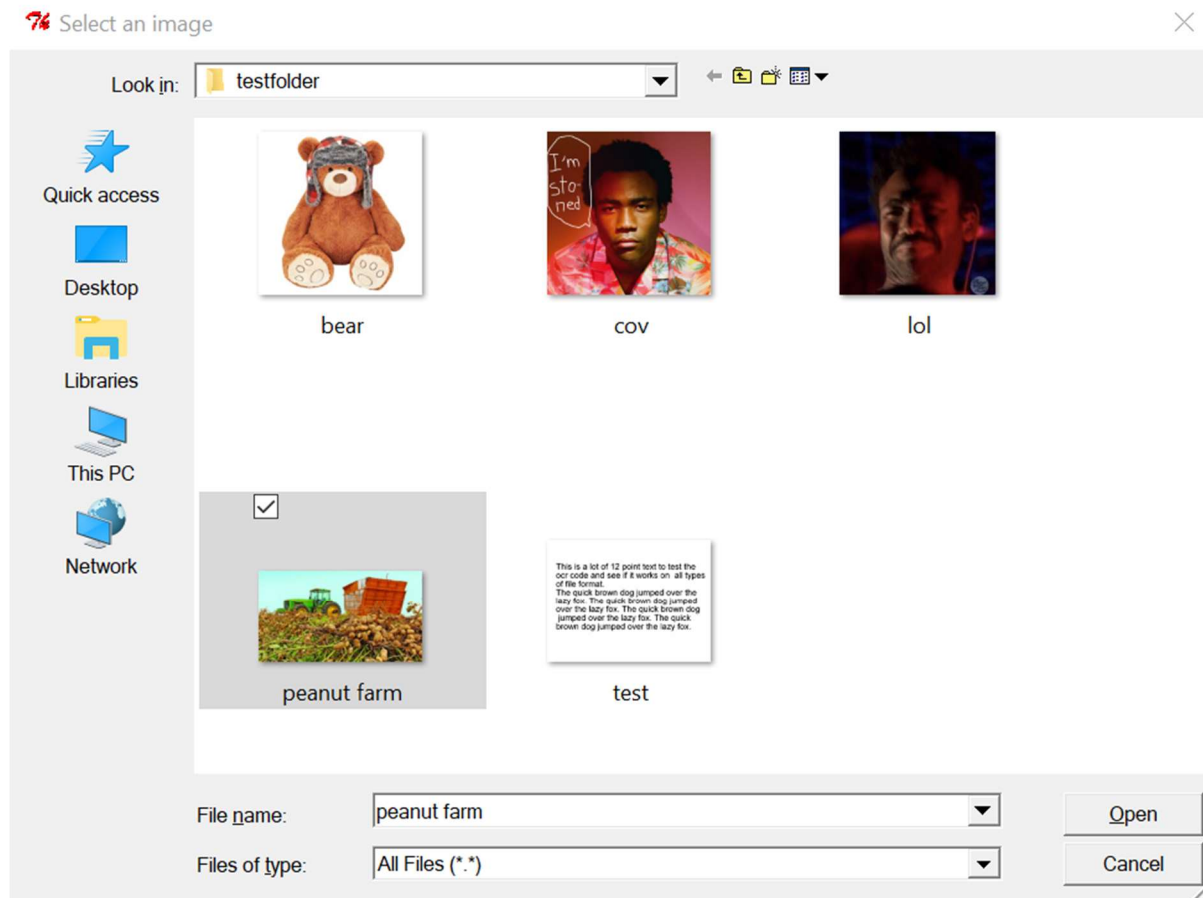 Select an image
Look in:
testfolder
Quick access
Desktop
Libraries
This PC
Network
I'm
sto-
ned
bear
cov
lol
This is a lot of 12 point text to test the
ocr code and see if it works on all types
of file format.
The quick brown dog jumped over the
lazy fox. The quick brown dog jumped
over the lazy fox. The quick brown dog
jumped over the lazy fox. The quick
brown dog jumped over the lazy fox.
peanut farm
test
File name:
peanut farm
Open
Files of type:
All Files (*.*)
Cancel